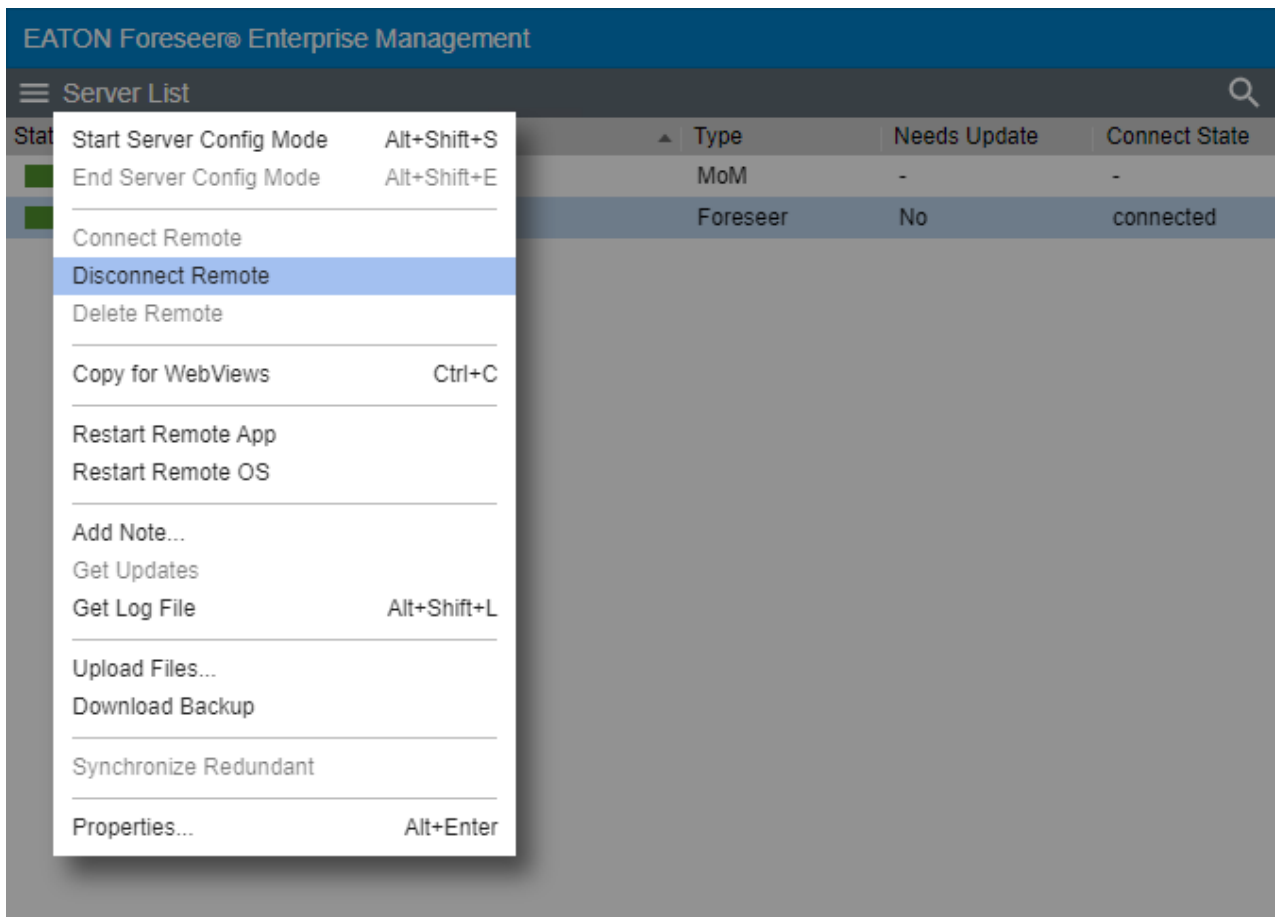 EATON Foreseer® Enterprise Management
Server List
Stat Type Needs Update Connect State
MoM - -
Foreseer No connected
Start Server Config Mode Alt+Shift+S
End Server Config Mode Alt+Shift+E
Connect Remote
Disconnect Remote
Delete Remote
Copy for WebViews Ctrl+C
Restart Remote App
Restart Remote OS
Add Note...
Get Updates
Get Log File Alt+Shift+L
Upload Files...
Download Backup
Synchronize Redundant
Properties... Alt+Enter